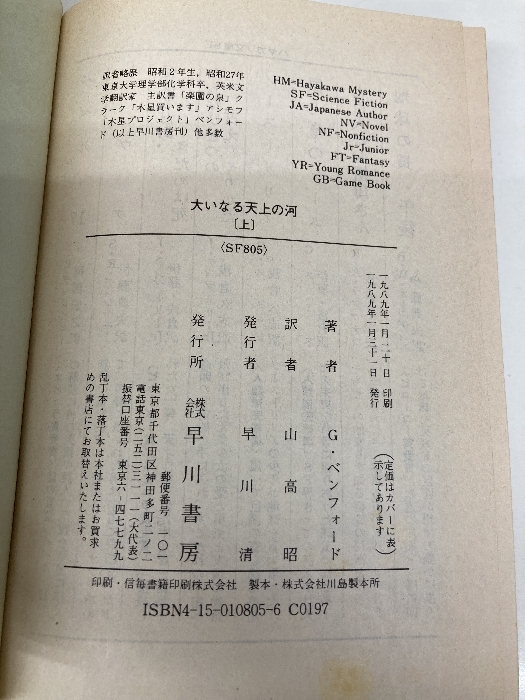 訳者略歴 昭和2年生,昭和27年
東京大学理学部化学科卒,英米文
学翻訳家 主訳書「楽園の泉」ク
ラーク「木星買います」アシモフ
「木星プロジェクト」ベンフォー
ド(以上早川書房刊)他多数
HM=Hayakawa Mystery
SF=Science Fiction
JA=Japanese Author
NV=Novel
NF=Nonfiction
Jr=Junior
FT=Fantasy
YR=Young Romance
GB=Game Book
大いなる天上の河
〔上〕
〈SF805〉
一九八九年一月二十日 印刷
一九八九年一月三十一日 発行
(定価はカバーに表
示してあります)
著者 G・ベンフォード
訳者 山高昭
発行者 早川清
発行所 株式会社 早川書房
郵便番号 一〇一
東京都千代田区神田多町二ノ二
電話東京(二五二)三一一一(大代表)
振替口座番号 東京六-四七七九九
乱丁本・落丁本は本社またはお買求
めの書店にてお取替えいたします。
印刷・信毎書籍印刷株式会社 製本・株式会社川島製本所
ISBN4-15-010805-6 C0197